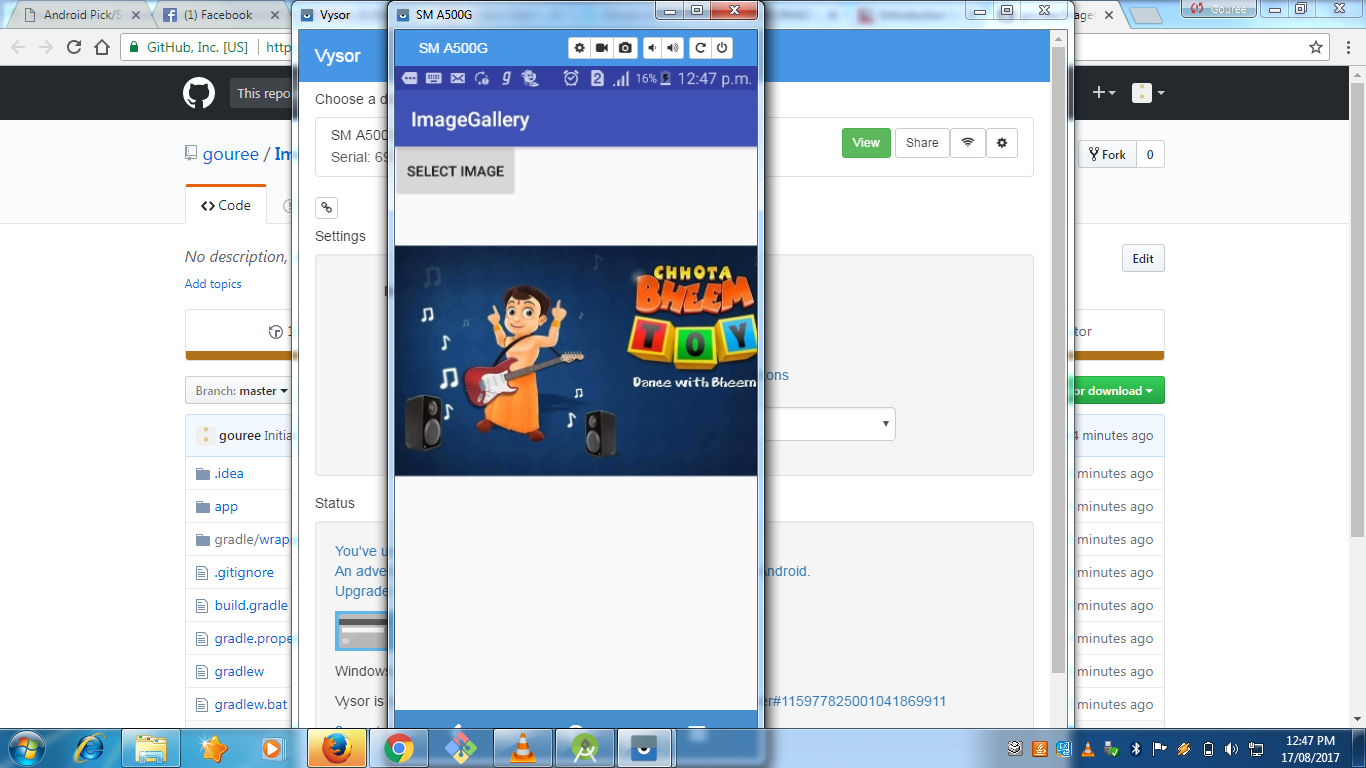 Android Pick/S
(1) Facebook
Vysor
SM A500G
Gouree
GitHub, Inc. [US]
SM A500G
Vysor
16%
12:47 p.m.
This repo
Choose a d
ImageGallery
SM A500
Serial: 69
View
Share
gouree / Im
Fork
0
SELECT IMAGE
Code
Settings
No description,
Edit
Add topics
CHHOTA
BHEEM
TOY
Dance with Bheem
1
tor
ons
Branch: master
or download
gouree Initia
4 minutes ago
.idea
minutes ago
app
minutes ago
Status
gradle/wrap
minutes ago
You've u
An adve
Android.
.gitignore
minutes ago
Upgrade
build.gradle
minutes ago
gradle.prope
minutes ago
Windows
gradlew
minutes ago
Vysor is
er#115977825001041869911
gradlew.bat
minutes ago
12:47 PM
17/08/2017